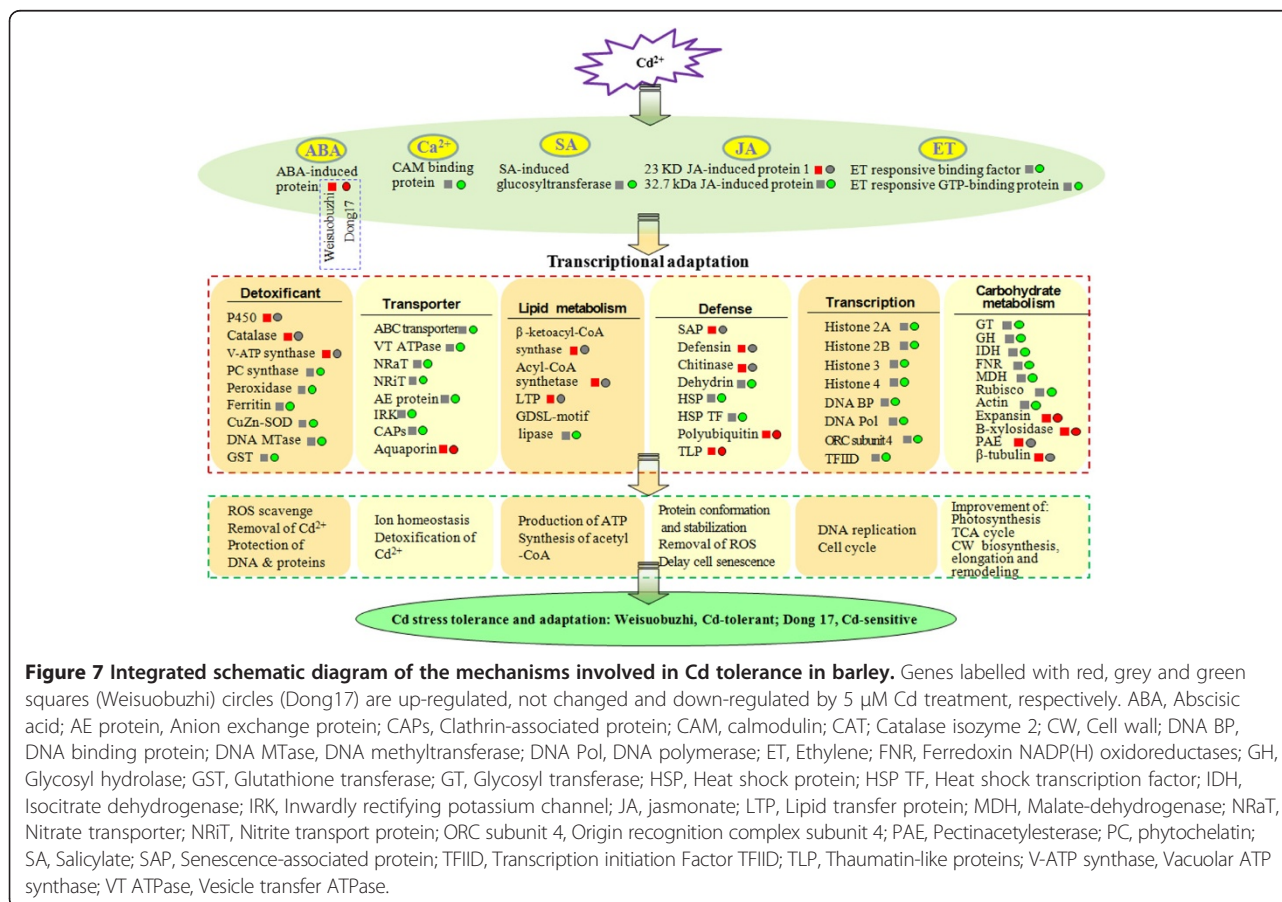 Cd2+
ABA
Ca2+
SA
JA
ET
ABA-induced
protein
CAM binding
protein
SA-induced
glucosyltransferase
23 KD JA-induced protein 1
32.7 kDa JA-induced protein
ET responsive binding factor
ET responsive GTP-binding protein
Weisuobuzhi
Dong17
Transcriptional adaptation
Detoxificant
P450
Catalase
V-ATP synthase
PC synthase
Peroxidase
Ferritin
CuZn-SOD
DNA MTase
GST
Transporter
ABC transporter
VT ATPase
NRaT
NRiT
AE protein
IRK
CAPs
Aquaporin
Lipid metabolism
β-ketoacyl-CoA
synthase
Acyl-CoA
synthetase
LTP
GDSL-motif
lipase
Defense
SAP
Defensin
Chitinase
Dehydrin
HSP
HSP TF
Polyubiquitin
TLP
Transcription
Histone 2A
Histone 2B
Histone 3
Histone 4
DNA BP
DNA Pol
ORC subunit4
TFIID
Carbohydrate
metabolism
GT
GH
IDH
FNR
MDH
Rubisco
Actin
Expansin
B-xylosidase
PAE
β-tubulin
ROS scavenge
Removal of Cd2+
Protection of
DNA & proteins
Ion homeostasis
Detoxification of
Cd2+
Production of ATP
Synthesis of acetyl
-CoA
Protein conformation
and stabilization
Removal of ROS
Delay cell senescence
DNA replication
Cell cycle
Improvement of:
Photosynthesis
TCA cycle
CW biosynthesis,
elongation and
remodeling
Cd stress tolerance and adaptation: Weisuobuzhi, Cd-tolerant; Dong 17, Cd-sensitive
Figure 7 Integrated schematic diagram of the mechanisms involved in Cd tolerance in barley. Genes labelled with red, grey and green
squares (Weisuobuzhi) circles (Dong17) are up-regulated, not changed and down-regulated by 5 μM Cd treatment, respectively. ABA, Abscisic
acid; AE protein, Anion exchange protein; CAPs, Clathrin-associated protein; CAM, calmodulin; CAT; Catalase isozyme 2; CW, Cell wall; DNA BP,
DNA binding protein; DNA MTase, DNA methyltransferase; DNA Pol, DNA polymerase; ET, Ethylene; FNR, Ferredoxin NADP(H) oxidoreductases; GH,
Glycosyl hydrolase; GST, Glutathione transferase; GT, Glycosyl transferase; HSP, Heat shock protein; HSP TF, Heat shock transcription factor; IDH,
Isocitrate dehydrogenase; IRK, Inwardly rectifying potassium channel; JA, jasmonate; LTP, Lipid transfer protein; MDH, Malate-dehydrogenase; NRaT,
Nitrate transporter; NRiT, Nitrite transport protein; ORC subunit 4, Origin recognition complex subunit 4; PAE, Pectinacetylesterase; PC, phytochelatin;
SA, Salicylate; SAP, Senescence-associated protein; TFIID, Transcription initiation Factor TFIID; TLP, Thaumatin-like proteins; V-ATP synthase, Vacuolar ATP
synthase; VT ATPase, Vesicle transfer ATPase.